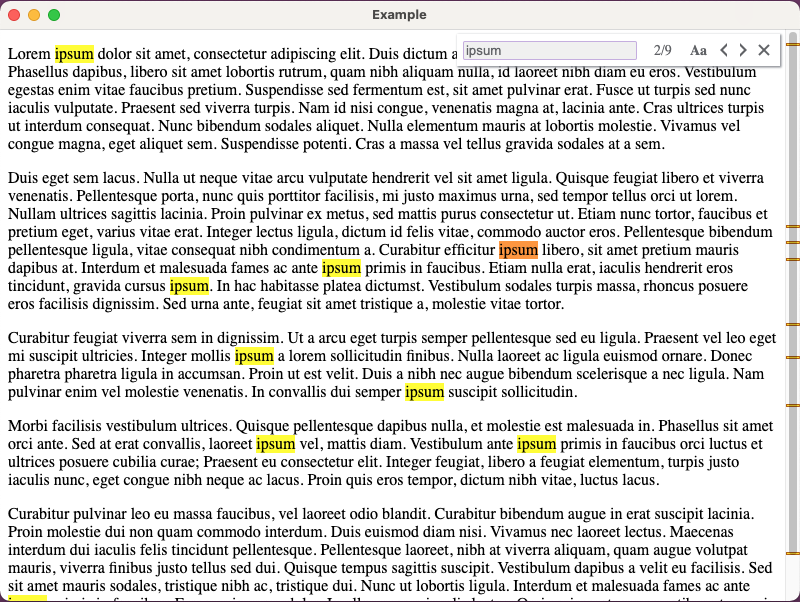 Example
ipsum 2/9 Aa
Lorem ipsum dolor sit amet, consectetur adipiscing elit. Duis dictum a
Phasellus dapibus, libero sit amet lobortis rutrum, quam nibh aliquam nulla, id laoreet nibh diam eu eros. Vestibulum
egestas enim vitae faucibus pretium. Suspendisse sed fermentum est, sit amet pulvinar erat. Fusce ut turpis sed nunc
iaculis vulputate. Praesent sed viverra turpis. Nam id nisi congue, venenatis magna at, lacinia ante. Cras ultrices turpis
ut interdum consequat. Nunc bibendum sodales aliquet. Nulla elementum mauris at lobortis molestie. Vivamus vel
congue magna, eget aliquet sem. Suspendisse potenti. Cras a massa vel tellus gravida sodales at a sem.
Duis eget sem lacus. Nulla ut neque vitae arcu vulputate hendrerit vel sit amet ligula. Quisque feugiat libero et viverra
venenatis. Pellentesque porta, nunc quis porttitor facilisis, mi justo maximus urna, sed tempor tellus orci ut lorem.
Nullam ultrices sagittis lacinia. Proin pulvinar ex metus, sed mattis purus consectetur ut. Etiam nunc tortor, faucibus et
pretium eget, varius vitae erat. Integer lectus ligula, dictum id felis vitae, commodo auctor eros. Pellentesque bibendum
pellentesque ligula, vitae consequat nibh condimentum a. Curabitur efficitur ipsum libero, sit amet pretium mauris
dapibus at. Interdum et malesuada fames ac ante ipsum primis in faucibus. Etiam nulla erat, iaculis hendrerit eros
tincidunt, gravida cursus ipsum. In hac habitasse platea dictumst. Vestibulum sodales turpis massa, rhoncus posuere
eros facilisis dignissim. Sed urna ante, feugiat sit amet tristique a, molestie vitae tortor.
Curabitur feugiat viverra sem in dignissim. Ut a arcu eget turpis semper pellentesque sed eu ligula. Praesent vel leo eget
mi suscipit ultricies. Integer mollis ipsum a lorem sollicitudin finibus. Nulla laoreet ac ligula euismod ornare. Donec
pharetra pharetra ligula in accumsan. Proin ut est velit. Duis a nibh nec augue bibendum scelerisque a nec ligula. Nam
pulvinar enim vel molestie venenatis. In convallis dui semper ipsum suscipit sollicitudin.
Morbi facilisis vestibulum ultrices. Quisque pellentesque dapibus nulla, et molestie est malesuada in. Phasellus sit amet
orci ante. Sed at erat convallis, laoreet ipsum vel, mattis diam. Vestibulum ante ipsum primis in faucibus orci luctus et
ultrices posuere cubilia curae; Praesent eu consectetur elit. Integer feugiat, libero a feugiat elementum, turpis justo
iaculis nunc, eget congue nibh neque ac lacus. Proin quis eros tempor, dictum nibh vitae, luctus lacus.
Curabitur pulvinar leo eu massa faucibus, vel laoreet odio blandit. Curabitur bibendum augue in erat suscipit lacinia.
Proin molestie dui non quam commodo interdum. Duis euismod diam nisi. Vivamus nec laoreet lectus. Maecenas
interdum dui iaculis felis tincidunt pellentesque. Pellentesque laoreet, nibh at viverra aliquam, quam augue volutpat
mauris, viverra finibus justo tellus sed dui. Quisque tempus sagittis suscipit. Vestibulum dapibus a velit eu feugiat. Sed
sit amet mauris sodales, tristique nibh ac, tristique dui. Nunc ut lobortis ligula. Interdum et malesuada fames ac ante